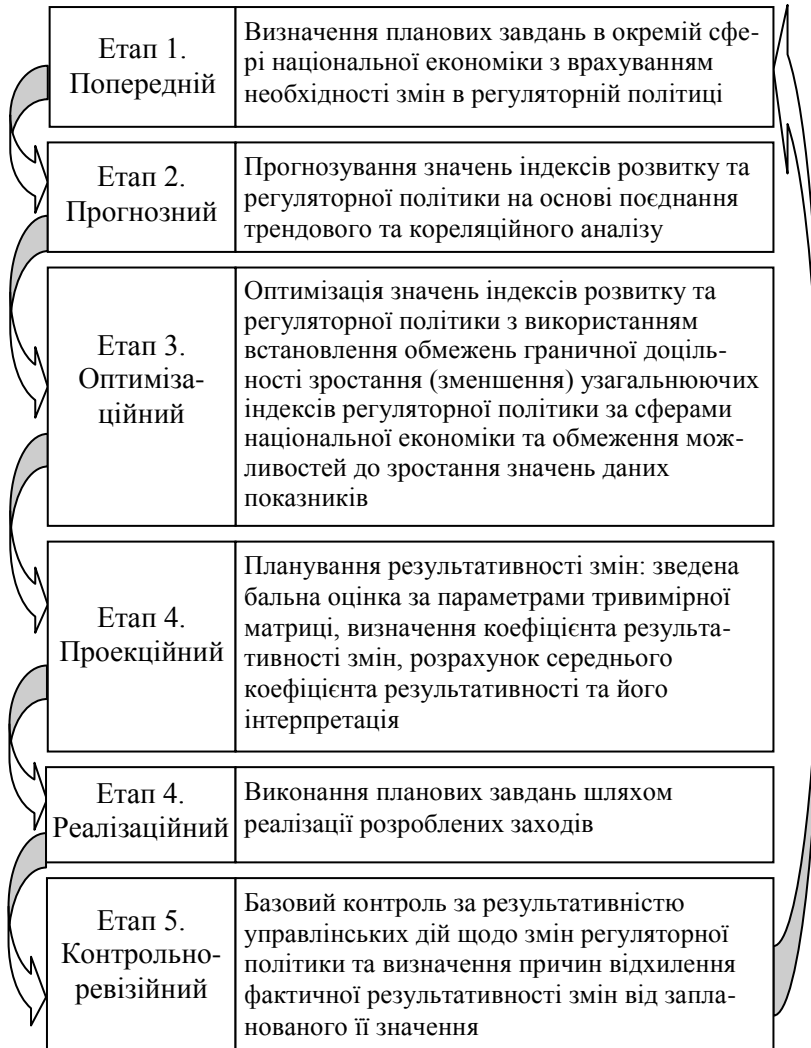 Етап 1.
Попередній
Визначення планових завдань в окремій сфе-
рі національної економіки з врахуванням
необхідності змін в регуляторній політиці
Етап 2.
Прогнозний
Прогнозування значень індексів розвитку та
регуляторної політики на основі поєднання
трендового та кореляційного аналізу
Етап 3.
Оптиміза-
ційний
Оптимізація значень індексів розвитку та
регуляторної політики з використанням
встановлення обмежень граничної доціль-
ності зростання (зменшення) узагальнюючих
індексів регуляторної політики за сферами
національної економіки та обмеження мож-
ливостей до зростання значень даних
показників
Етап 4.
Проекційний
Планування результативності змін: зведена
бальна оцінка за параметрами тривимірної
матриці, визначення коефіцієнта результа-
тивності змін, розрахунок середнього
коефіцієнта результативності та його
інтерпретація
Етап 4.
Реалізаційний
Виконання планових завдань шляхом
реалізації розроблених заходів
Етап 5.
Контрольно-
ревізійний
Базовий контроль за результативністю
управлінських дій щодо змін регуляторної
політики та визначення причин відхилення
фактичної результативності змін від запла-
нованого її значення